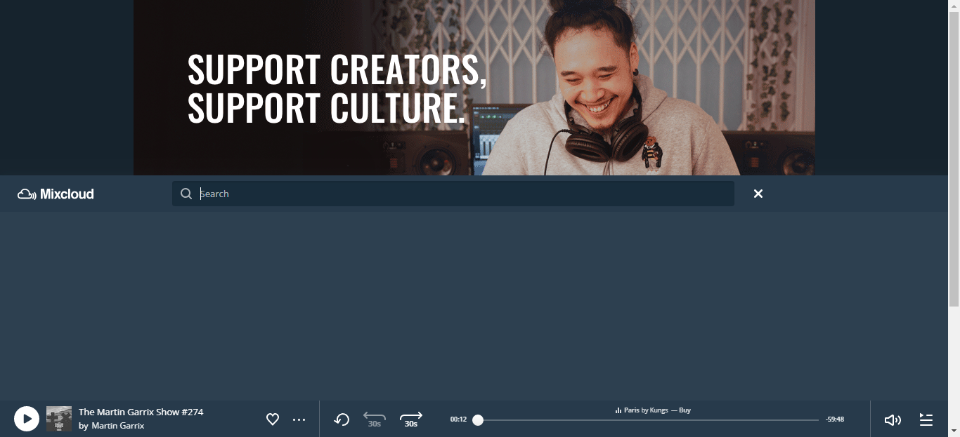 SUPPORT CREATORS,
SUPPORT CULTURE.
Mixcloud
Search
The Martin Garrix Show #274
by Martin Garrix
30s
30s
00:12
Paris by Kungs — Buy
-59:48